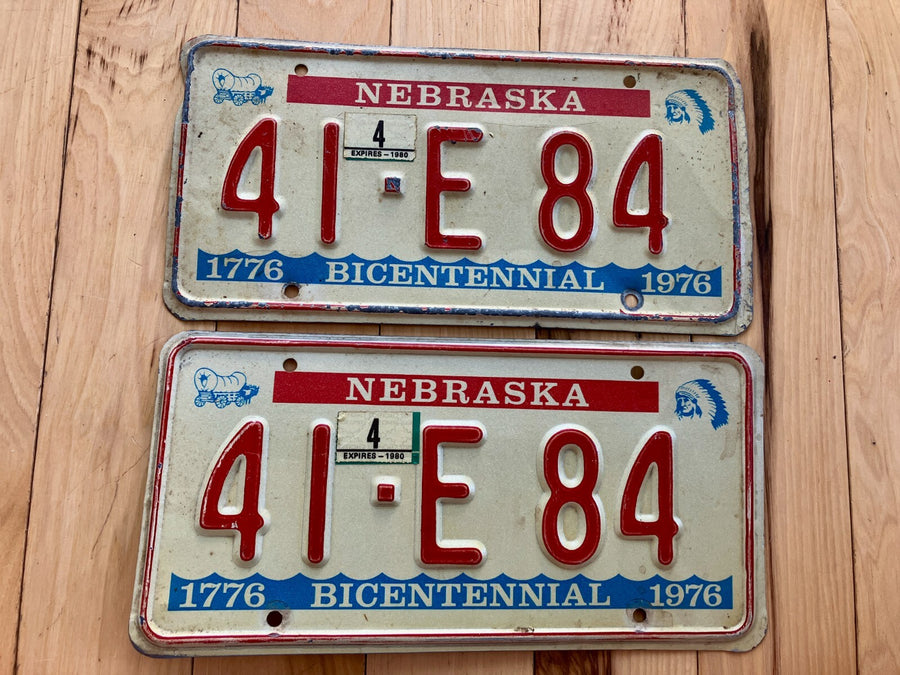 NEBRASKA
4
EXPIRES-1980
41·E 84
1776 BICENTENNIAL 1976
NEBRASKA
4
EXPIRES-1980
41·E 84
1776 BICENTENNIAL 1976